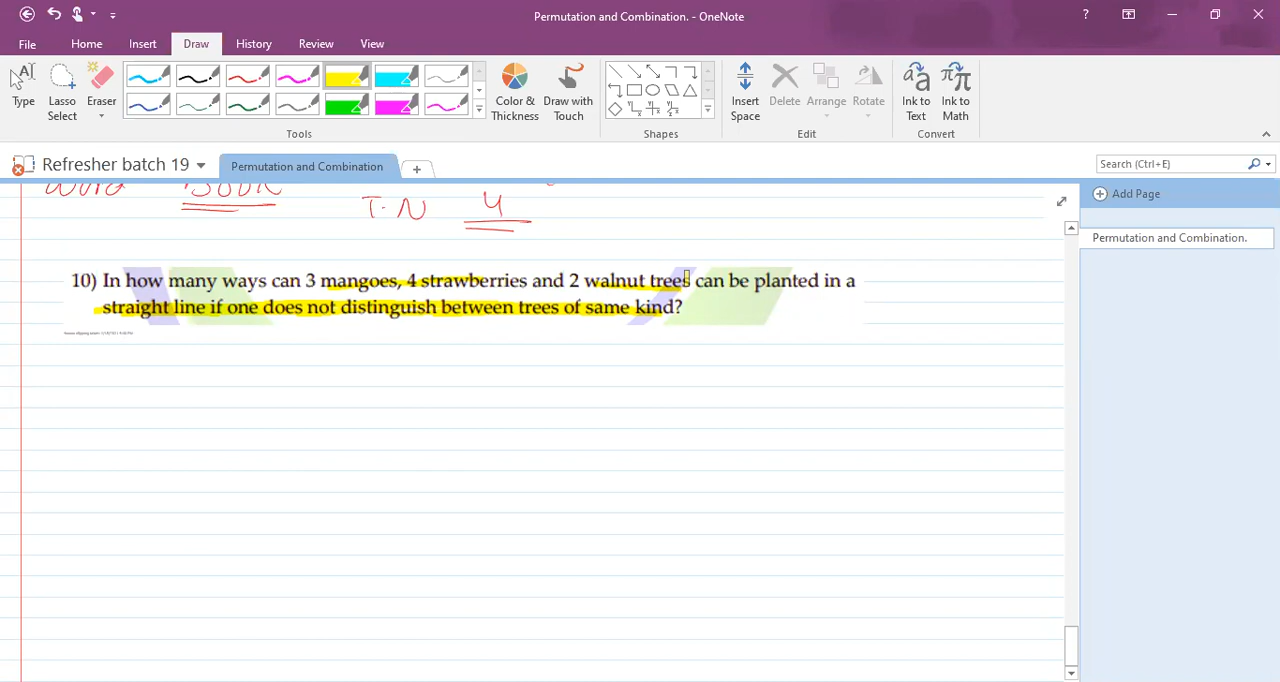 Permutation and Combination. - OneNote
?
File Home Insert Draw History Review View
Type
Lasso Select
Eraser
Color & Thickness
Draw with Touch
Insert Space
Delete
Arrange
Rotate
Ink to Text
Ink to Math
Tools Shapes Edit Convert
Refresher batch 19
Permutation and Combination
Search (Ctrl+E)
Add Page
Permutation and Combination.
T.N 4
10) In how many ways can 3 mangoes, 4 strawberries and 2 walnut trees can be planted in a
straight line if one does not distinguish between trees of same kind?